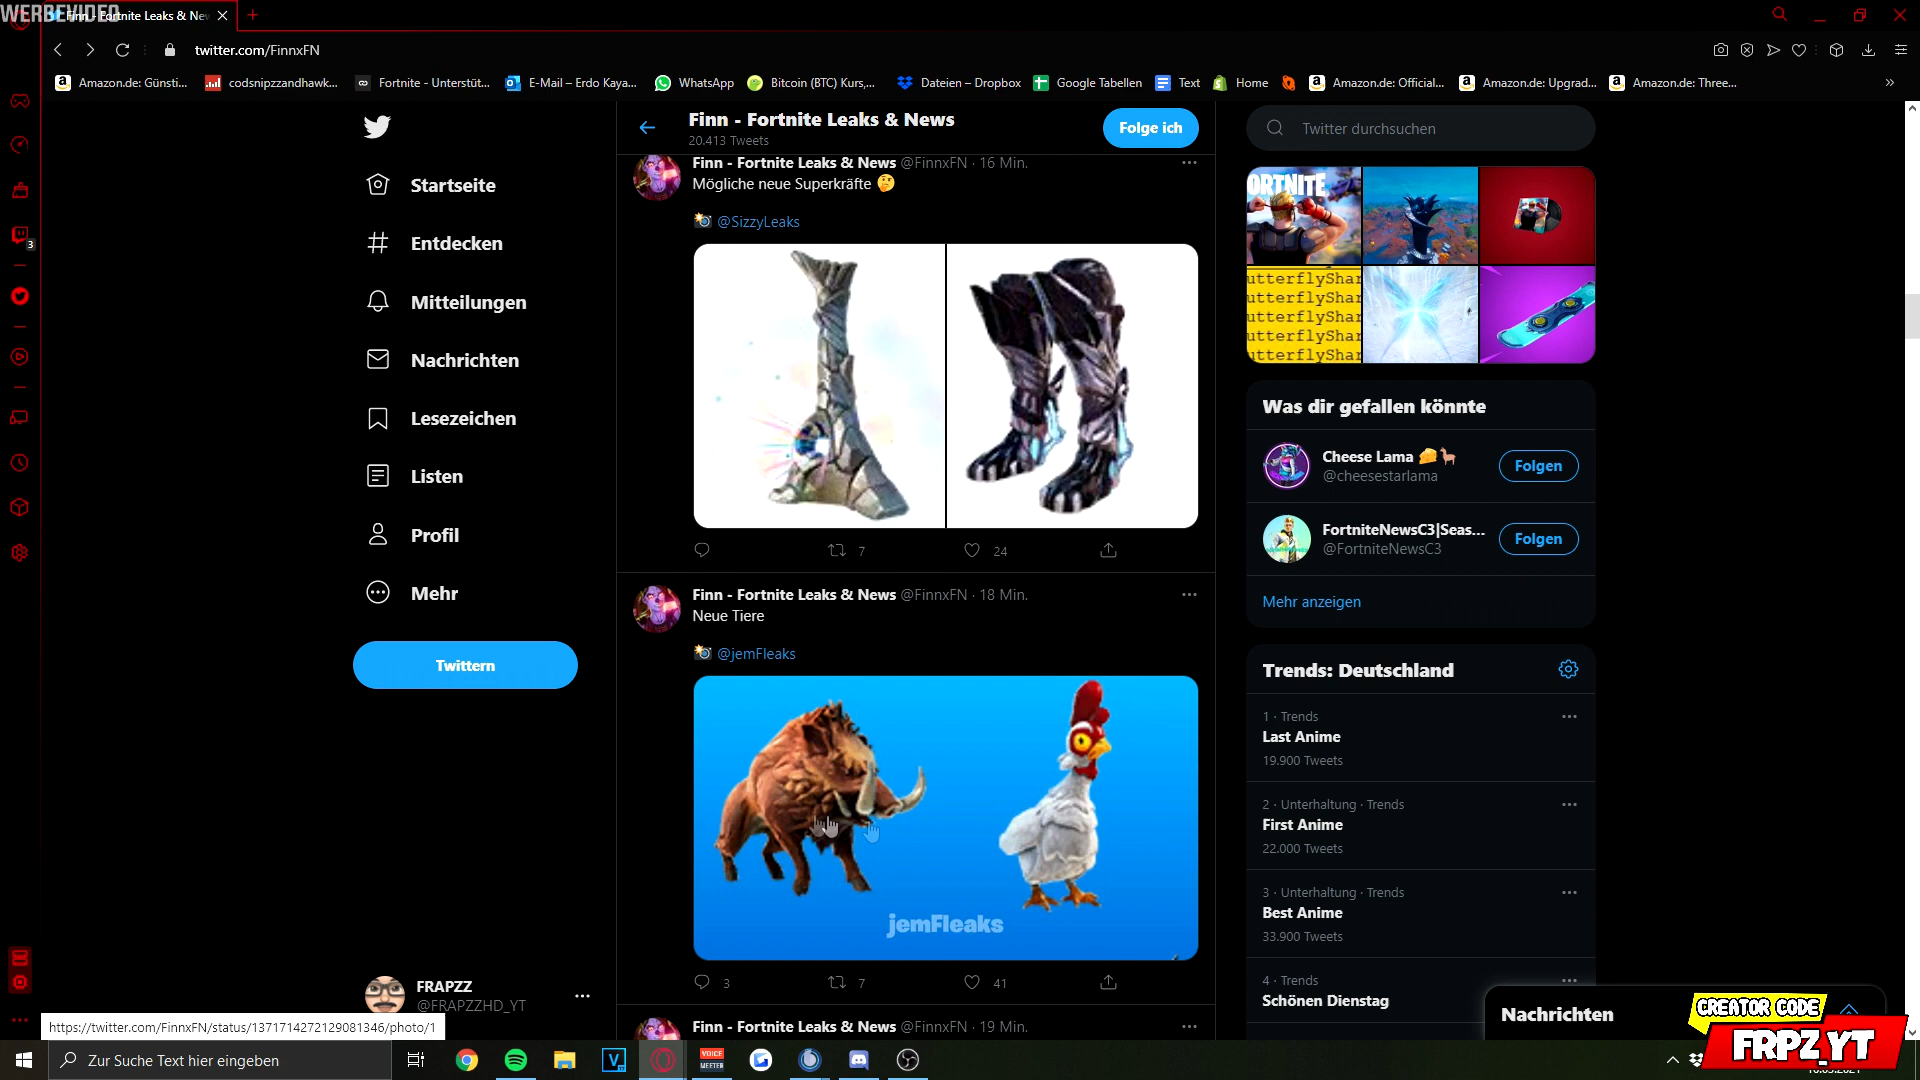 WERBEVIDEO
Fortnite Leaks & Ne
twitter.com/FinnxFN
Amazon.de: Günsti...
codsnipzzandhawk...
Fortnite - Unterstüt...
E-Mail – Erdo Kaya...
WhatsApp
Bitcoin (BTC) Kurs,...
Dateien – Dropbox
Google Tabellen
Text
Home
Amazon.de: Official...
Amazon.de: Upgrad...
Amazon.de: Three...
»
3
Startseite
Entdecken
Mitteilungen
Nachrichten
Lesezeichen
Listen
Profil
Mehr
Twittern
FRAPZZ
@FRAPZZHD_YT
Finn - Fortnite Leaks & News
20.413 Tweets
Folge ich
Finn - Fortnite Leaks & News @FinnxFN · 16 Min.
Mögliche neue Superkräfte 🤔
📸 @SizzyLeaks
7
24
Finn - Fortnite Leaks & News @FinnxFN · 18 Min.
Neue Tiere
📸 @jemFleaks
jemFleaks
3
7
41
Finn - Fortnite Leaks & News @FinnxFN · 19 Min.
Twitter durchsuchen
ORTNITE
utterflyShar
utterflyShar
utterflyShar
utterflyShar
utterflyShar
Was dir gefallen könnte
Cheese Lama 🧀🦙
@cheesestarlama
Folgen
FortniteNewsC3|Seas...
@FortniteNewsC3
Folgen
Mehr anzeigen
Trends: Deutschland
1 · Trends
Last Anime
19.900 Tweets
2 · Unterhaltung · Trends
First Anime
22.000 Tweets
3 · Unterhaltung · Trends
Best Anime
33.900 Tweets
4 · Trends
Schönen Dienstag
Nachrichten
CREATOR CODE
FRPZ_YT
https://twitter.com/FinnxFN/status/1371714272129081346/photo/1
Zur Suche Text hier eingeben
VOICE
MEETER